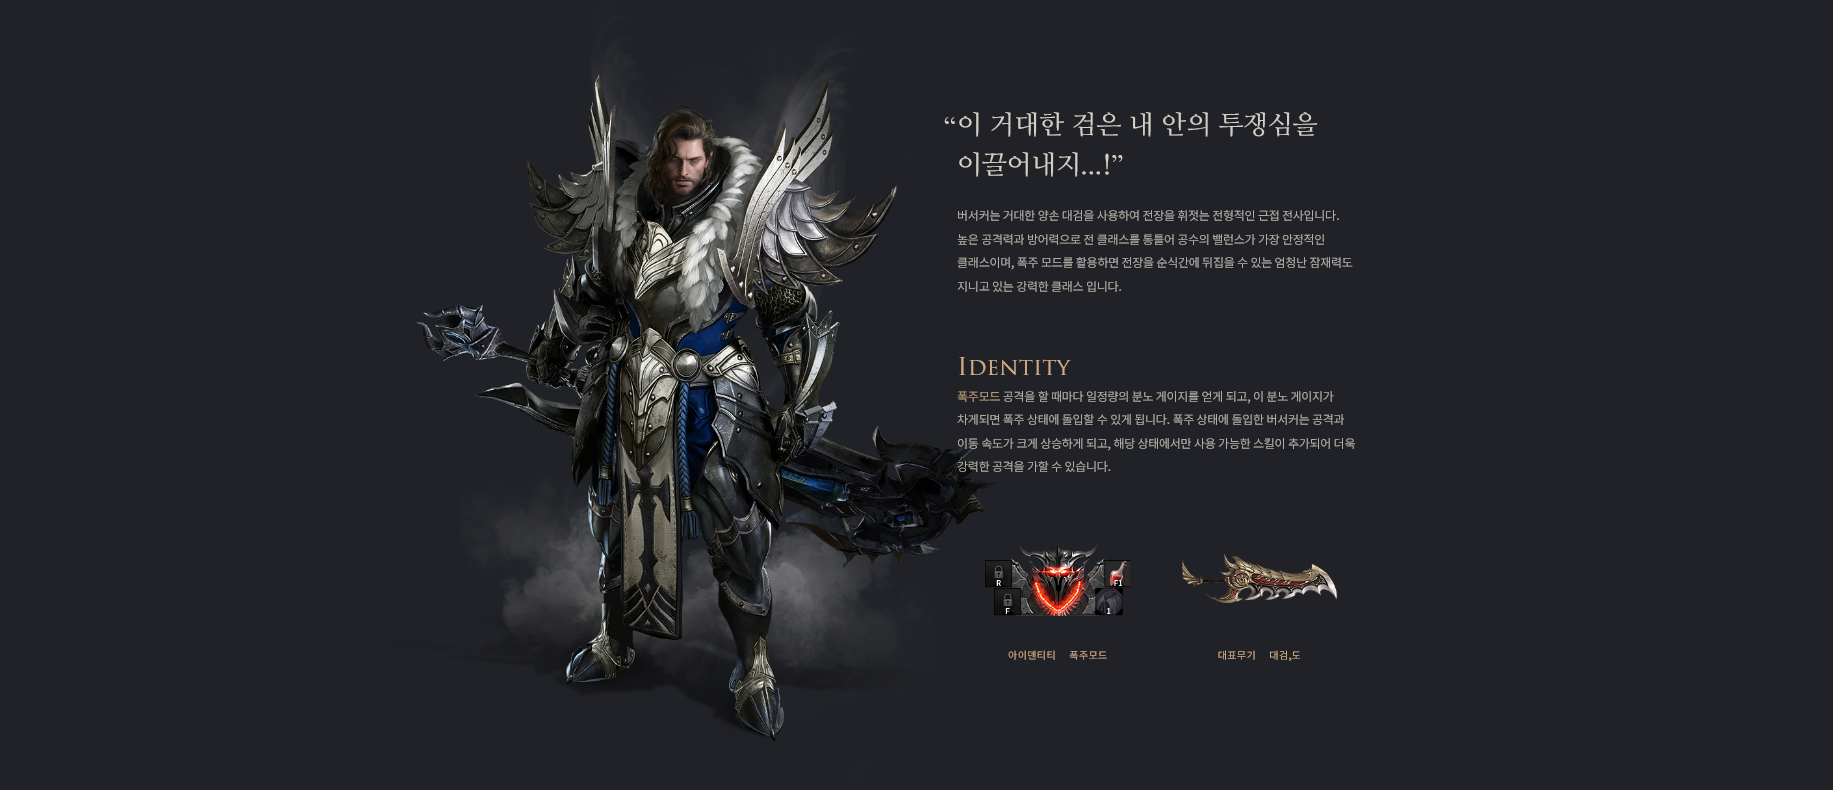 “이 거대한 검은 내 안의 투쟁심을
이끌어내지...!”
버서커는 거대한 양손 대검을 사용하여 전장을 휘젓는 전형적인 근접 전사입니다.
높은 공격력과 방어력으로 전 클래스를 통틀어 공수의 밸런스가 가장 안정적인
클래스이며, 폭주 모드를 활용하면 전장을 순식간에 뒤집을 수 있는 엄청난 잠재력도
지니고 있는 강력한 클래스 입니다.
IDENTITY
폭주모드 공격을 할 때마다 일정량의 분노 게이지를 얻게 되고, 이 분노 게이지가
차게되면 폭주 상태에 돌입할 수 있게 됩니다. 폭주 상태에 돌입한 버서커는 공격과
이동 속도가 크게 상승하게 되고, 해당 상태에서만 사용 가능한 스킬이 추가되어 더욱
강력한 공격을 가할 수 있습니다.
R F1
F 1
아이덴티티 폭주모드
대표무기 대검,도